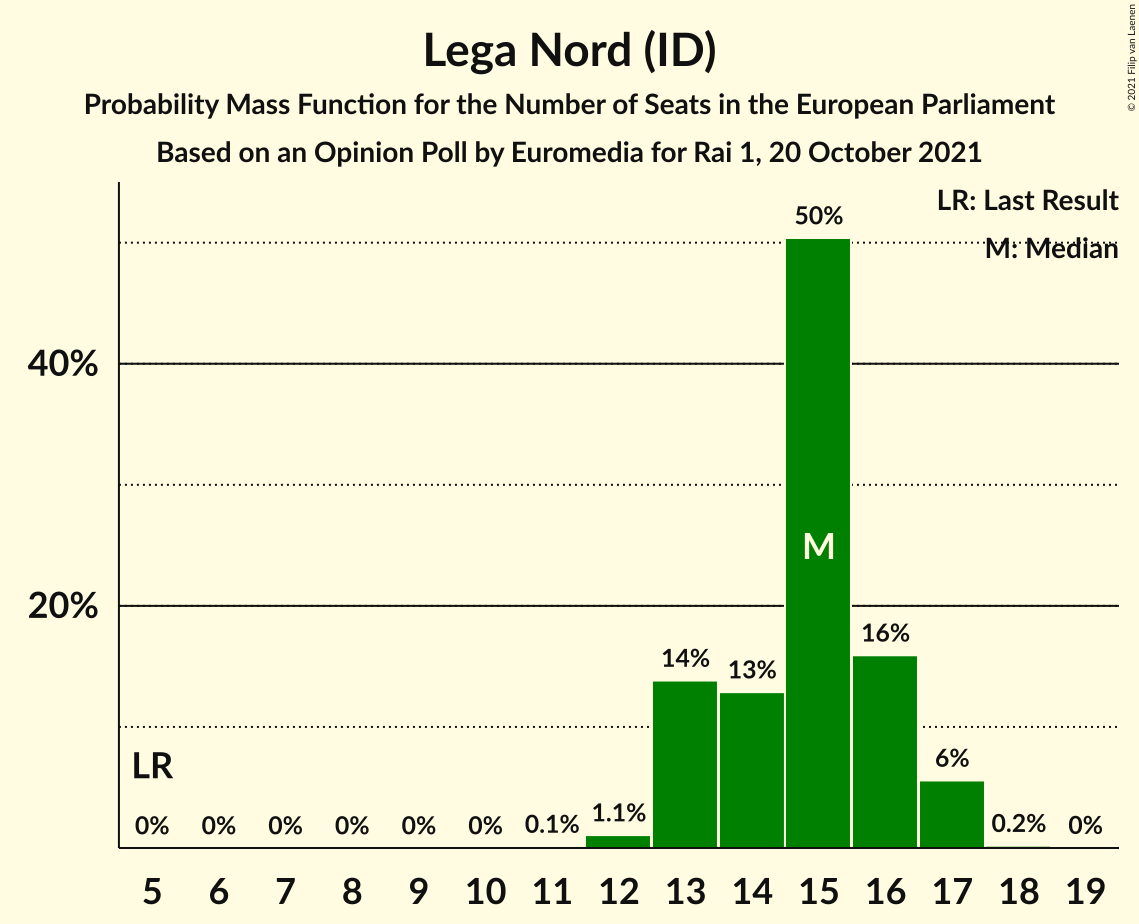 Lega Nord (ID)
Probability Mass Function for the Number of Seats in the European Parliament
Based on an Opinion Poll by Euromedia for Rai 1, 20 October 2021
© 2021 Filip van Laenen
LR: Last Result
M: Median
50%
40%
M
20%
16%
14%
13%
LR
6%
0% 0% 0% 0% 0% 0% 0.1% 1.1% 0.2% 0%
5 6 7 8 9 10 11 12 13 14 15 16 17 18 19